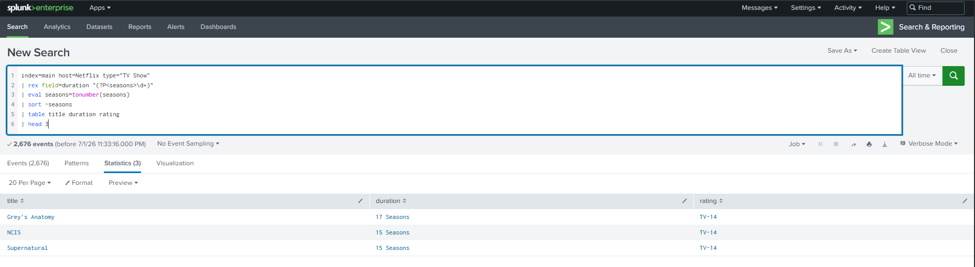 splunk>enterprise Apps Messages Settings Activity Help Find
Search Analytics Datasets Reports Alerts Dashboards Search & Reporting
New Search Save As Create Table View Close
1 index=main host=Netflix type="TV Show"
2 | rex field=duration "(?P<seasons>\d+)"
3 | eval seasons=tonumber(seasons)
4 | sort -seasons
5 | table title duration rating
6 | head 3
All time
2,676 events (before 7/1/26 11:33:16.000 PM) No Event Sampling Job Verbose Mode
Events (2,676) Patterns Statistics (3) Visualization
20 Per Page Format Preview
title duration rating
Grey's Anatomy 17 Seasons TV-14
NCIS 15 Seasons TV-14
Supernatural 15 Seasons TV-14